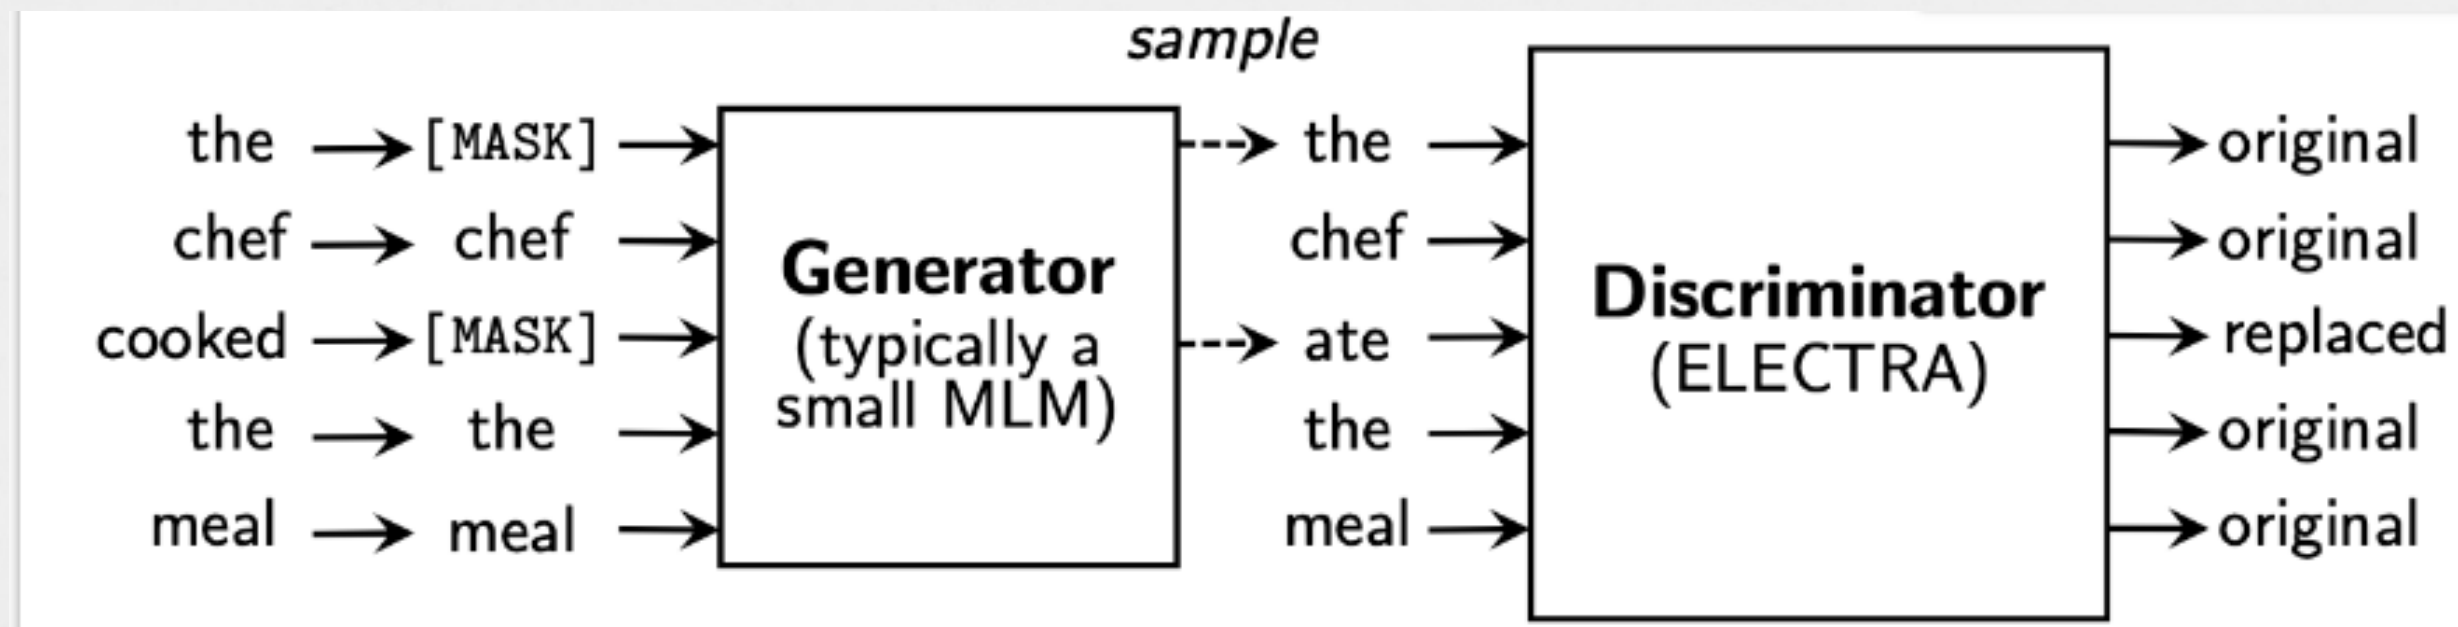 sample
the [MASK] the original
chef chef chef original
Generator
(typically a
small MLM)
Discriminator
(ELECTRA)
cooked [MASK] ate replaced
the the the original
meal meal meal original